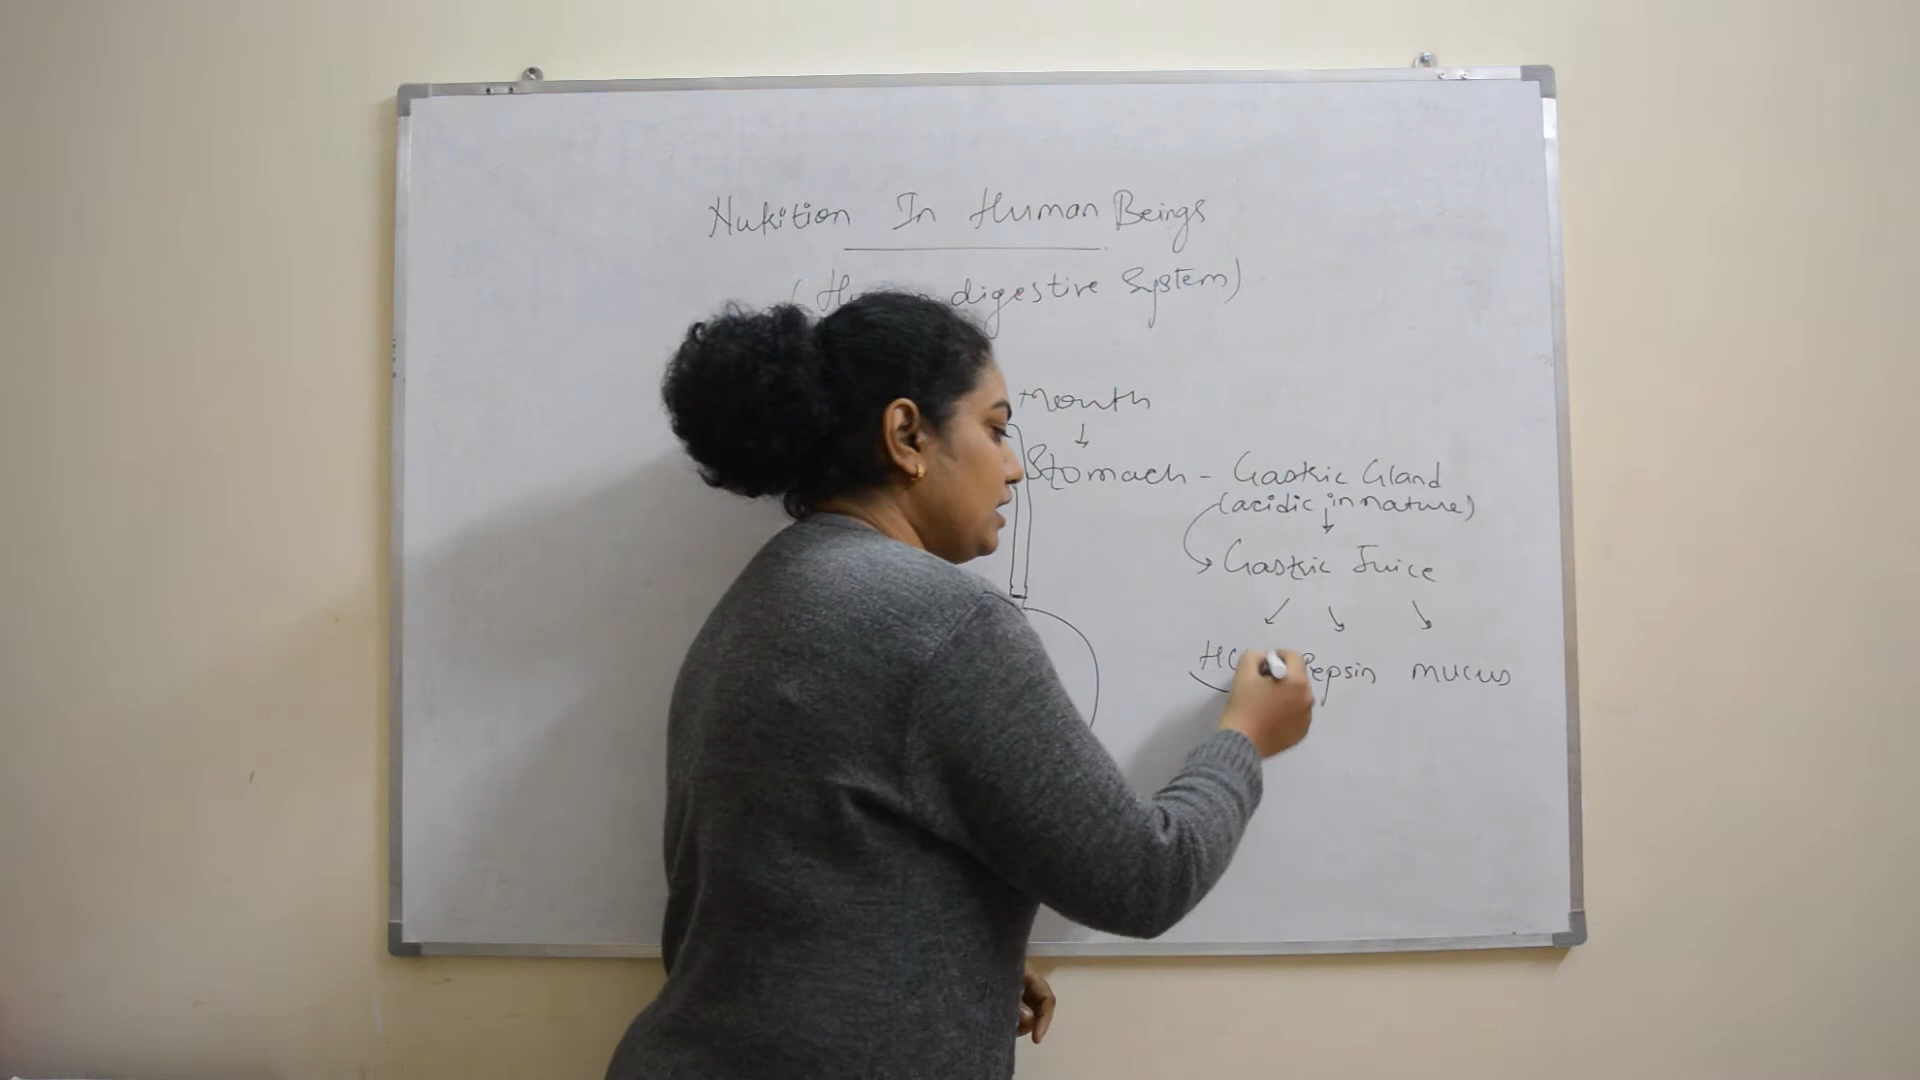 Nutrition In Human Beings
(Human digestive System)
Mouth
Stomach - Gastric Gland
(acidic in nature)
Gastric Juice
HCl Pepsin mucus